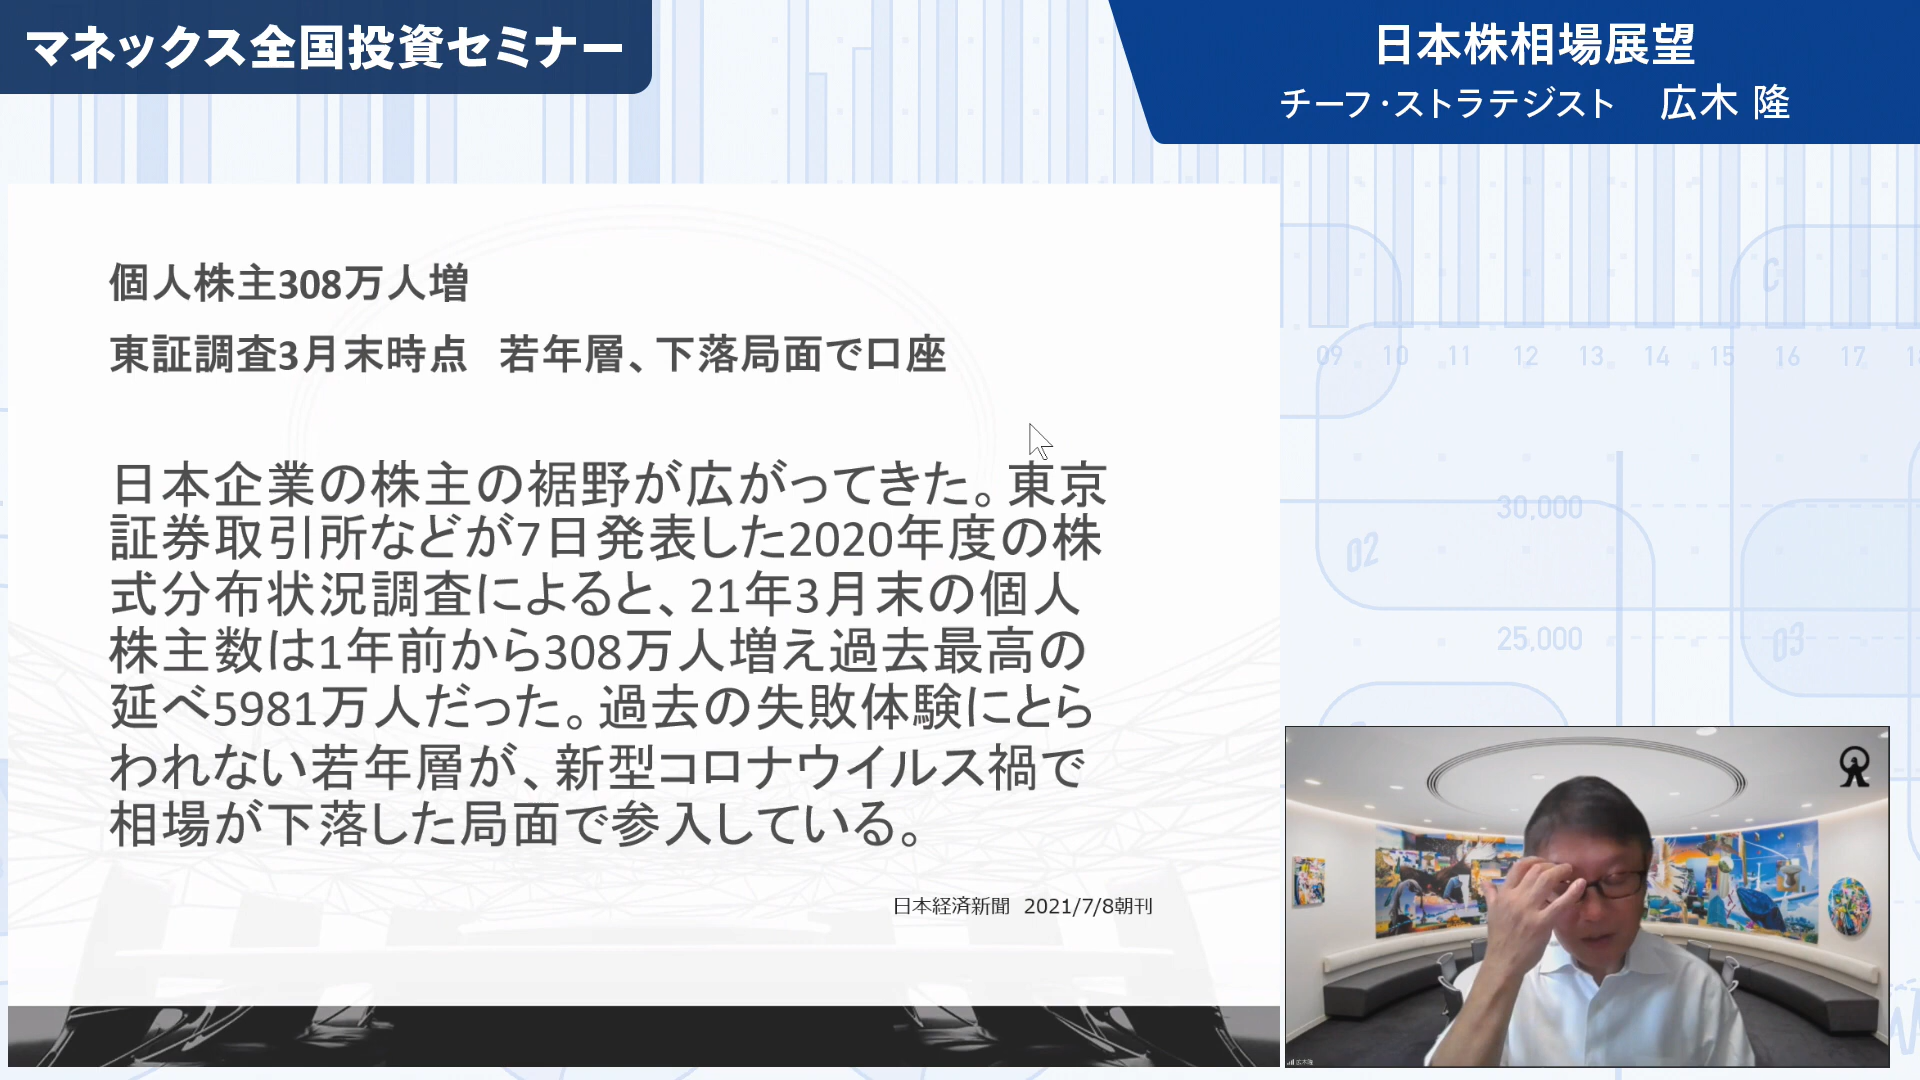 マネックス全国投資セミナー
日本株相場展望
チーフ・ストラテジスト 広木 隆
個人株主308万人増
東証調査3月末時点 若年層、下落局面で口座
日本企業の株主の裾野が広がってきた。東京
証券取引所などが7日発表した2020年度の株
式分布状況調査によると、21年3月末の個人
株主数は1年前から308万人増え過去最高の
延べ5981万人だった。過去の失敗体験にとら
われない若年層が、新型コロナウイルス禍で
相場が下落した局面で参入している。
日本経済新聞 2021/7/8朝刊
09 10 11 12 13 14 15 16 17
30,000
02
25,000
03
広木隆